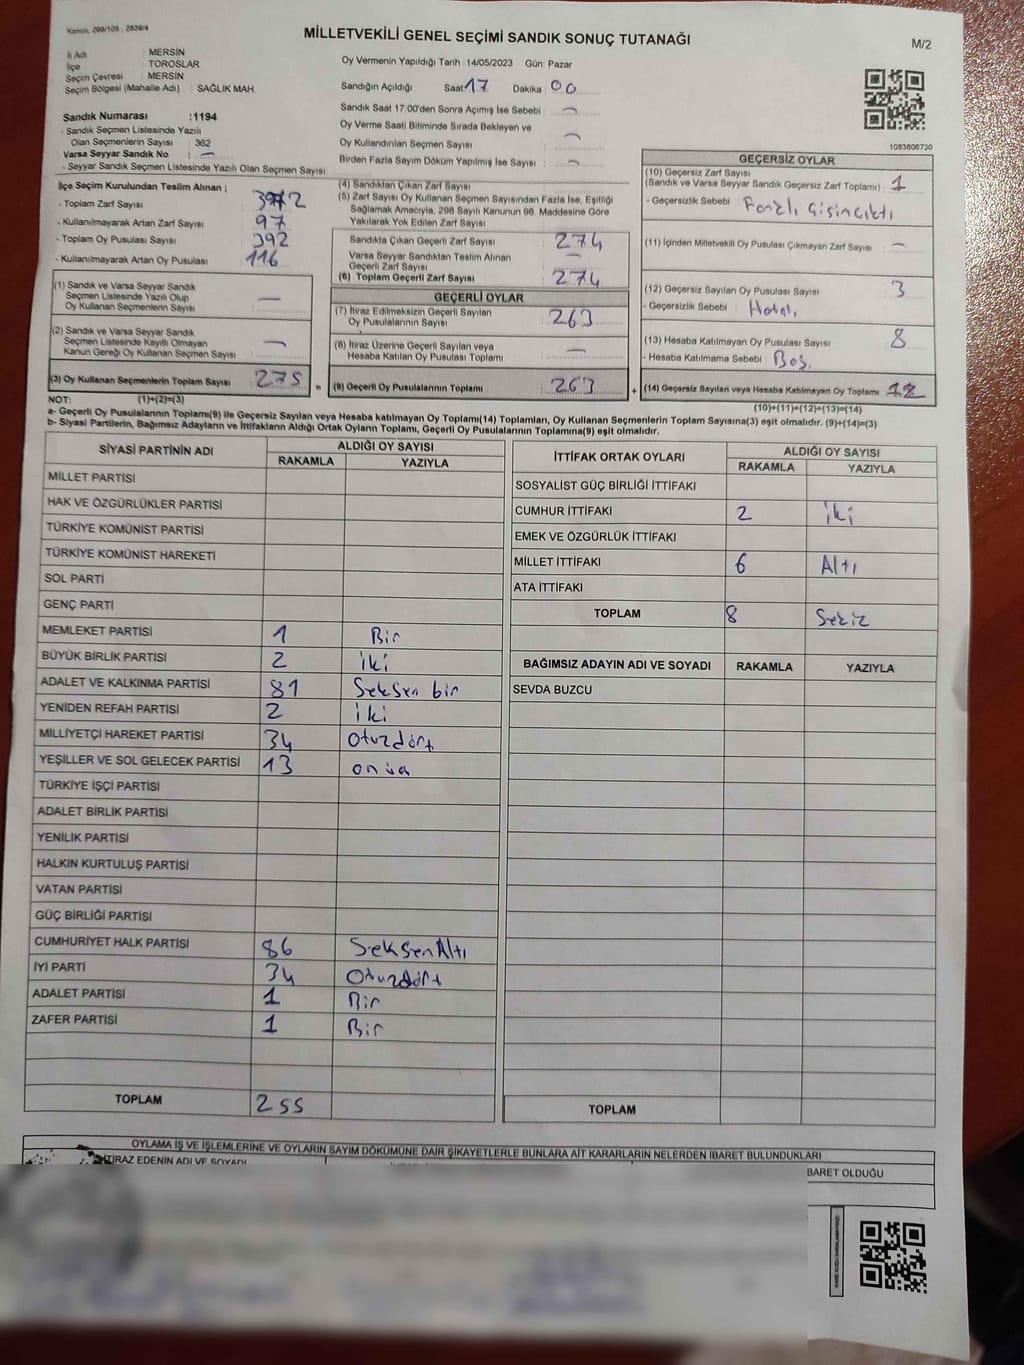 Kanun, 298/105 , 2839/4
MİLLETVEKİLİ GENEL SEÇİMİ SANDIK SONUÇ TUTANAĞI
M/2
İl Adı : MERSİN
İlçe : TOROSLAR
Seçim Çevresi : MERSİN
Seçim Bölgesi (Mahalle Adı) : SAĞLIK MAH.
Oy Vermenin Yapıldığı Tarih : 14/05/2023 Gün: Pazar
Sandığın Açıldığı Saat 17 Dakika : 00
Sandık Saat 17:00'den Sonra Açımış İse Sebebi : —
Oy Verme Saati Bitiminde Sırada Bekleyen ve
Oy Kullandırılan Seçmen Sayısı : —
Birden Fazla Sayım Döküm Yapılmış İse Sayısı : —
1083806730
Sandık Numarası :1194
- Sandık Seçmen Listesinde Yazılı
Olan Seçmenlerin Sayısı : 362
Varsa Seyyar Sandık No : —
- Seyyar Sandık Seçmen Listesinde Yazılı Olan Seçmen Sayısı:
İlçe Seçim Kurulundan Teslim Alınan ;
- Toplam Zarf Sayısı : 372
- Kullanılmayarak Artan Zarf Sayısı : 97
- Toplam Oy Pusulası Sayısı : 392
- Kullanılmayarak Artan Oy Pusulası : 116
(1) Sandık ve Varsa Seyyar Sandık
Seçmen Listesinde Yazılı Olup
Oy Kullanan Seçmenlerin Sayısı : —
(2) Sandık ve Varsa Seyyar Sandık
Seçmen Listesinde Kayıtlı Olmayan
Kanun Gereği Oy Kullanan Seçmen Sayısı : —
(3) Oy Kullanan Seçmenlerin Toplam Sayısı : 275 =
(4) Sandıktan Çıkan Zarf Sayısı :
(5) Zarf Sayısı Oy Kullanan Seçmen Sayısından Fazla İse, Eşitliği
Sağlamak Amacıyla, 298 Sayılı Kanunun 98. Maddesine Göre
Yakılarak Yok Edilen Zarf Sayısı :
Sandıkta Çıkan Geçerli Zarf Sayısı : 274
Varsa Seyyar Sandıktan Teslim Alınan
Geçerli Zarf Sayısı : —
(6) Toplam Geçerli Zarf Sayısı : 274
GEÇERLİ OYLAR
(7) İtiraz Edilmeksizin Geçerli Sayılan
Oy Pusulalarının Sayısı : 263
(8) İtiraz Üzerine Geçerli Sayılan veya
Hesaba Katılan Oy Pusulası Toplamı : —
(9) Geçerli Oy Pusulalarının Toplamı : 263 +
GEÇERSİZ OYLAR
(10) Geçersiz Zarf Sayısı
(Sandık ve Varsa Seyyar Sandık Geçersiz Zarf Toplamı) : 1
- Geçersizlik Sebebi :
(11) İçinden Milletvekili Oy Pusulası Çıkmayan Zarf Sayısı : —
(12) Geçersiz Sayılan Oy Pusulası Sayısı : 3
- Geçersizlik Sebebi : Hatalı
(13) Hesaba Katılmayan Oy Pusulası Sayısı : 8
- Hesaba Katılmama Sebebi : Boş.
(14) Geçersiz Sayılan veya Hesaba Katılmayan Oy Toplamı : 12
NOT: (1)+(2)=(3)
(10)+(11)+(12)+(13)=(14)
a- Geçerli Oy Pusulalarının Toplamı(9) ile Geçersiz Sayılan veya Hesaba katılmayan Oy Toplamı(14) Toplamları, Oy Kullanan Seçmenlerin Toplam Sayısına(3) eşit olmalıdır. (9)+(14)=(3)
b- Siyasi Partilerin, Bağımsız Adayların ve İttifakların Aldığı Ortak Oyların Toplamı, Geçerli Oy Pusulalarının Toplamına(9) eşit olmalıdır.
SİYASİ PARTİNİN ADI ALDIĞI OY SAYISI
RAKAMLA YAZIYLA
MİLLET PARTİSİ
HAK VE ÖZGÜRLÜKLER PARTİSİ
TÜRKİYE KOMÜNİST PARTİSİ
TÜRKİYE KOMÜNİST HAREKETİ
SOL PARTİ
GENÇ PARTİ
MEMLEKET PARTİSİ 1 Bir
BÜYÜK BİRLİK PARTİSİ 2 iki
ADALET VE KALKINMA PARTİSİ 81 Seksen bir
YENİDEN REFAH PARTİSİ 2 iki
MİLLİYETÇİ HAREKET PARTİSİ 34 Otuzdört
YEŞİLLER VE SOL GELECEK PARTİSİ 13 onüç
TÜRKİYE İŞÇİ PARTİSİ
ADALET BİRLİK PARTİSİ
YENİLİK PARTİSİ
HALKIN KURTULUŞ PARTİSİ
VATAN PARTİSİ
GÜÇ BİRLİĞİ PARTİSİ
CUMHURİYET HALK PARTİSİ 86 SeksenAltı
İYİ PARTİ 34 Otuzdört
ADALET PARTİSİ 1 Bir
ZAFER PARTİSİ 1 Bir
TOPLAM 255
İTTİFAK ORTAK OYLARI ALDIĞI OY SAYISI
RAKAMLA YAZIYLA
SOSYALİST GÜÇ BİRLİĞİ İTTİFAKI
CUMHUR İTTİFAKI 2 iki
EMEK VE ÖZGÜRLÜK İTTİFAKI
MİLLET İTTİFAKI 6 Altı
ATA İTTİFAKI
TOPLAM 8 Sekiz
BAĞIMSIZ ADAYIN ADI VE SOYADI RAKAMLA YAZIYLA
SEVDA BUZCU
TOPLAM
OYLAMA İŞ VE İŞLEMLERİNE VE OYLARIN SAYIM DÖKÜMÜNE DAİR ŞİKAYETLERLE BUNLARA AİT KARARLARIN NELERDEN İBARET BULUNDUKLARI
İTİRAZ EDENİN ADI VE SOYADI
BARET OLDUĞU